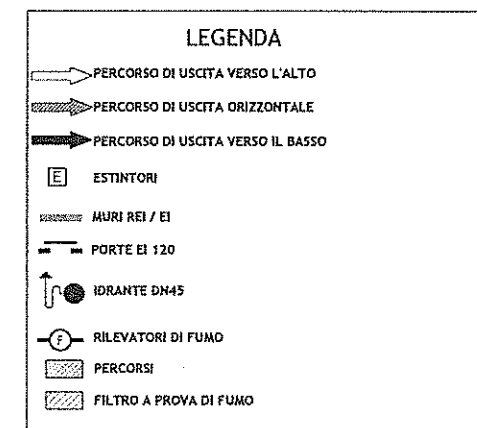 LEGENDA
PERCORSO DI USCITA VERSO L'ALTO
PERCORSO DI USCITA ORIZZONTALE
PERCORSO DI USCITA VERSO IL BASSO
E ESTINTORI
MURI REI / EI
PORTE EI 120
IDRANTE DN45
F RILEVATORI DI FUMO
PERCORSI
FILTRO A PROVA DI FUMO